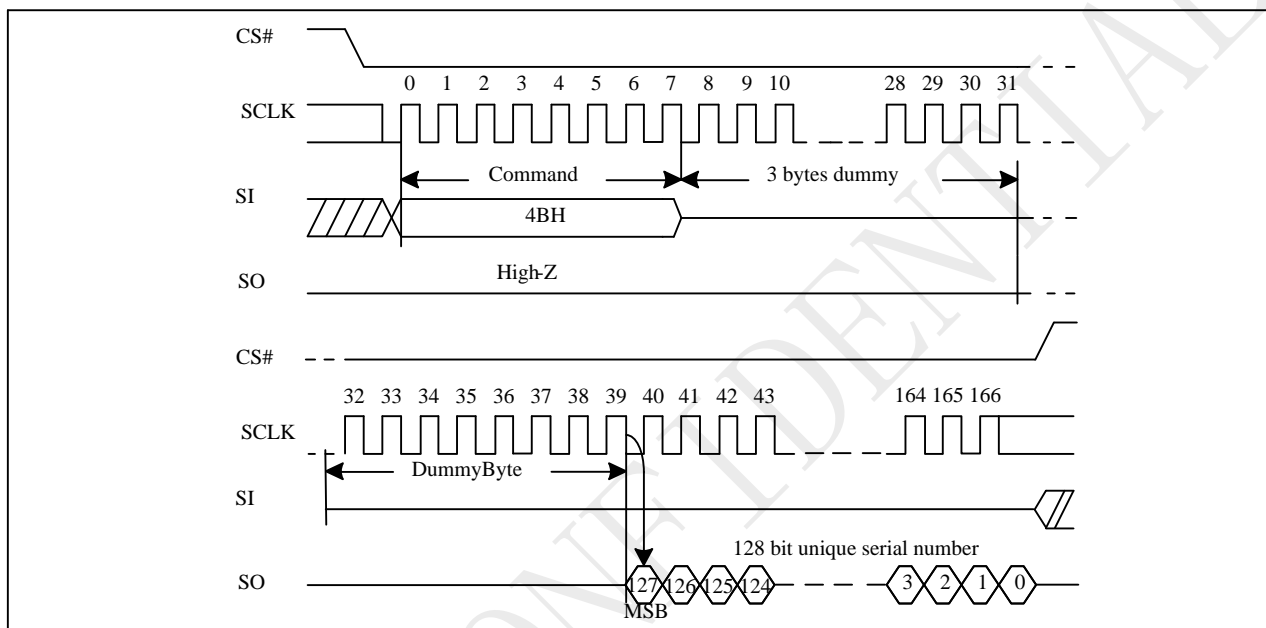 CS#
0 1 2 3 4 5 6 7 8 9 10 28 29 30 31
SCLK
Command 3 bytes dummy
SI
4BH
High-Z
SO
CS#
32 33 34 35 36 37 38 39 40 41 42 43 164 165 166
SCLK
DummyByte
SI
128 bit unique serial number
SO
127 126 125 124 3 2 1 0
MSB